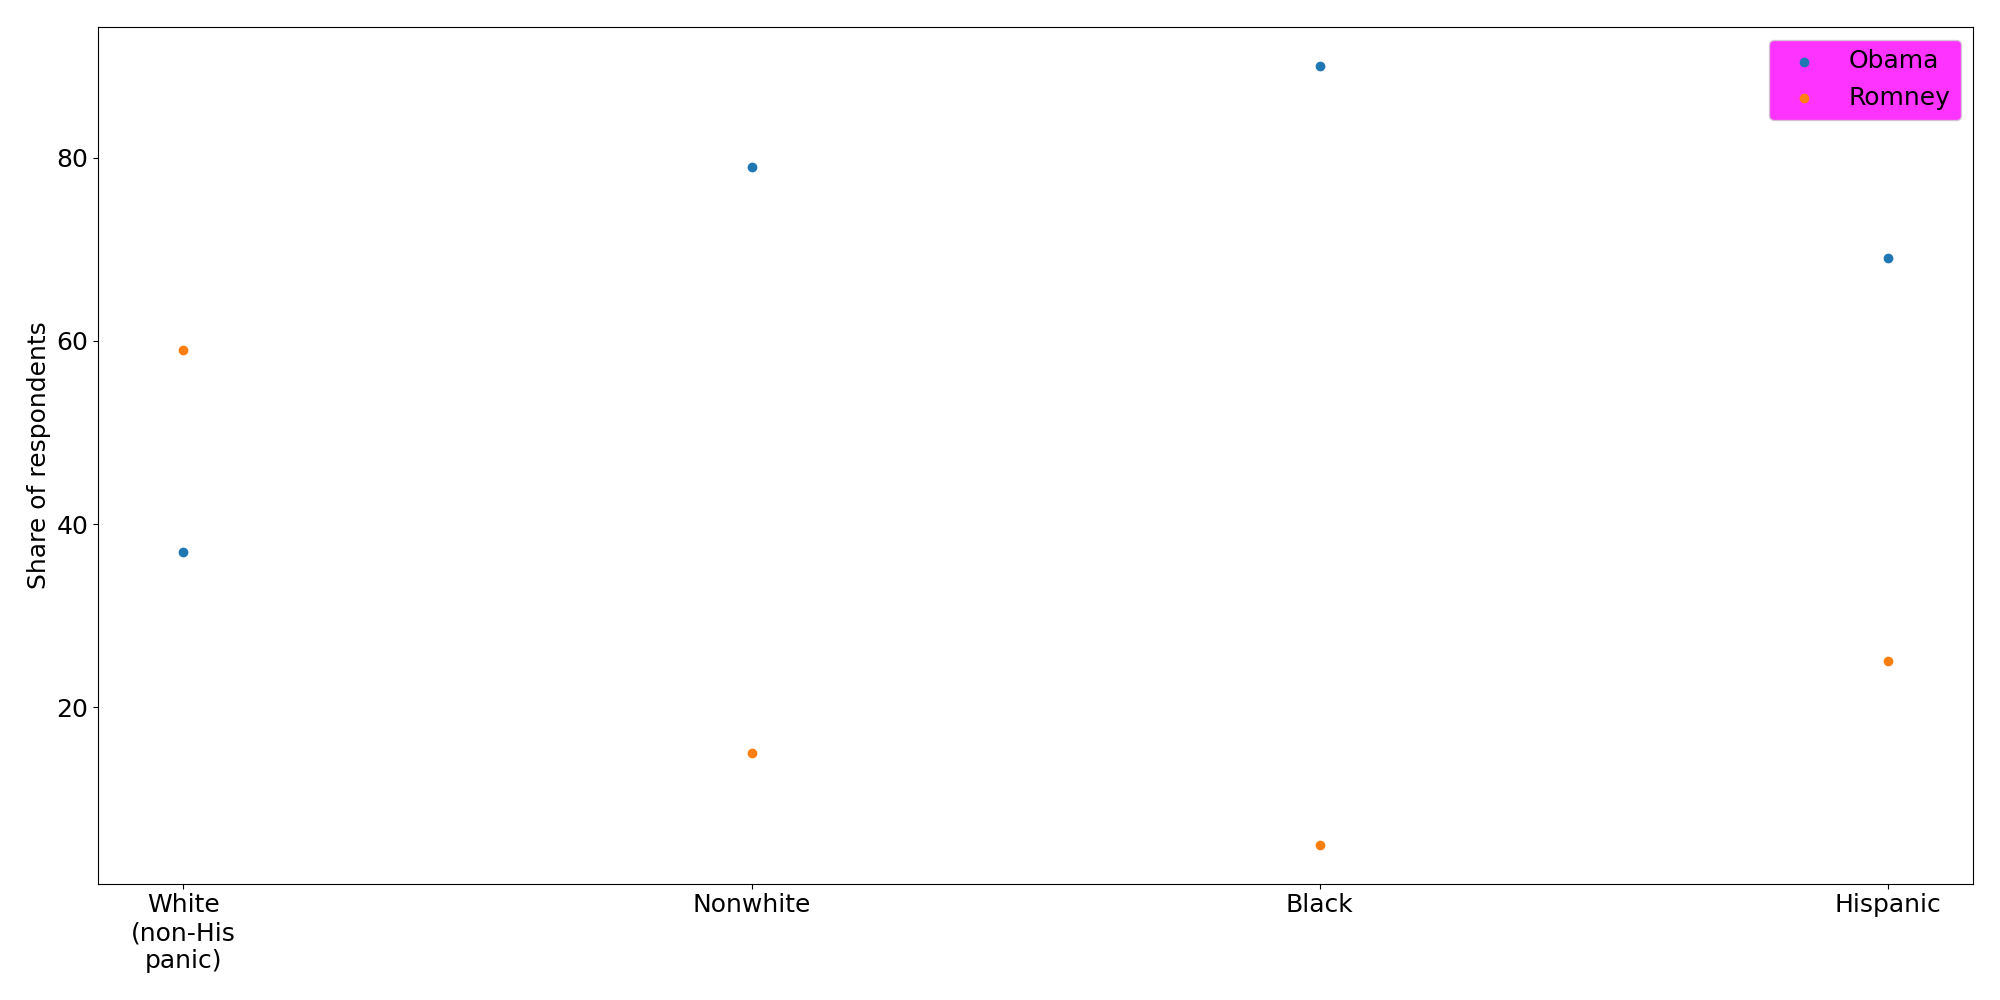 Obama
Romney
80
60
40
20
Share of respondents
White
(non-His
panic)
Nonwhite
Black
Hispanic